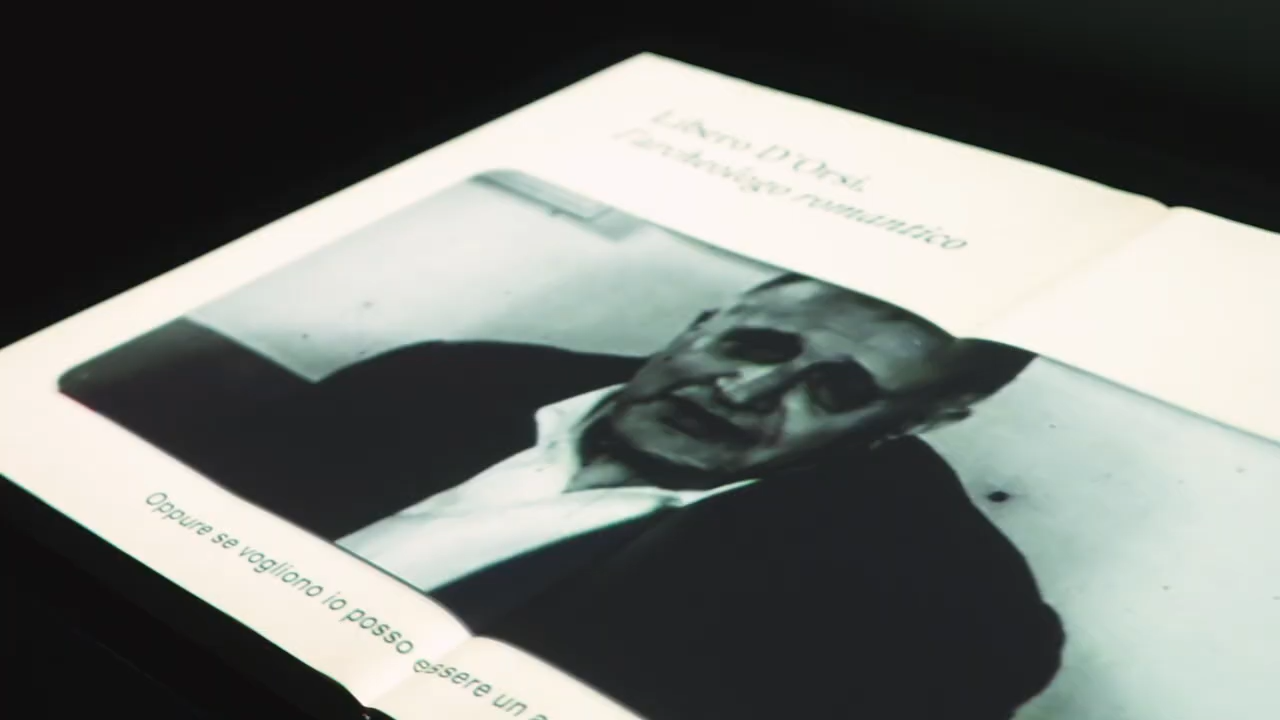 Libero D'Orsi,
l'archeologo romantico
Oppure se vogliono io posso essere un